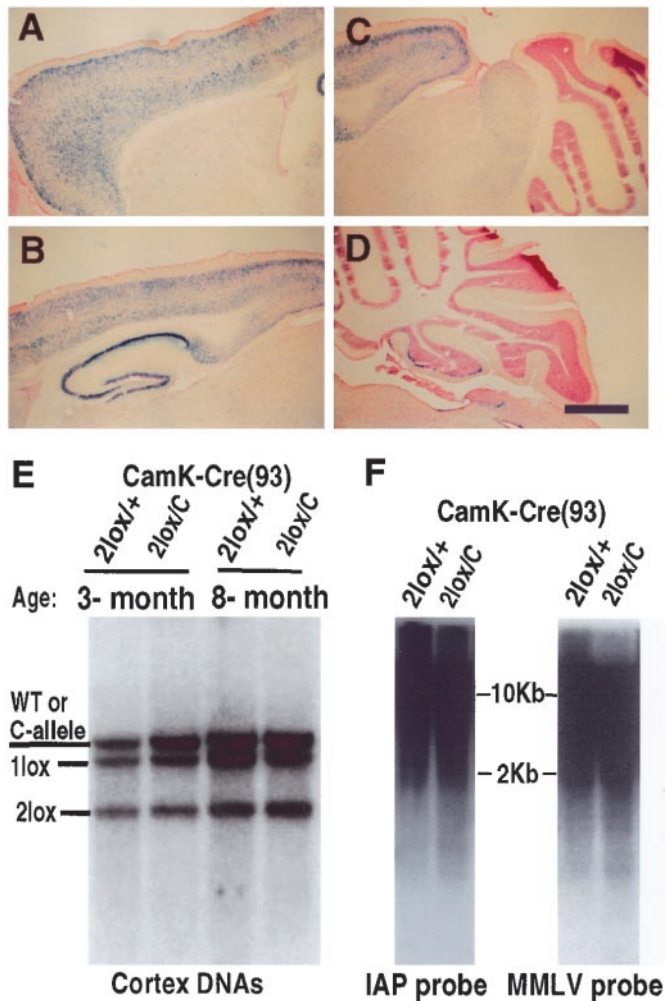 A
C
B
D
E
CamK-Cre(93)
2lox/+
2lox/C
2lox/+
2lox/C
Age: 3- month 8- month
WT or
C-allele
1lox
2lox
Cortex DNAs
F
CamK-Cre(93)
2lox/+
2lox/C
2lox/+
2lox/C
10Kb
2Kb
IAP probe
MMLV probe